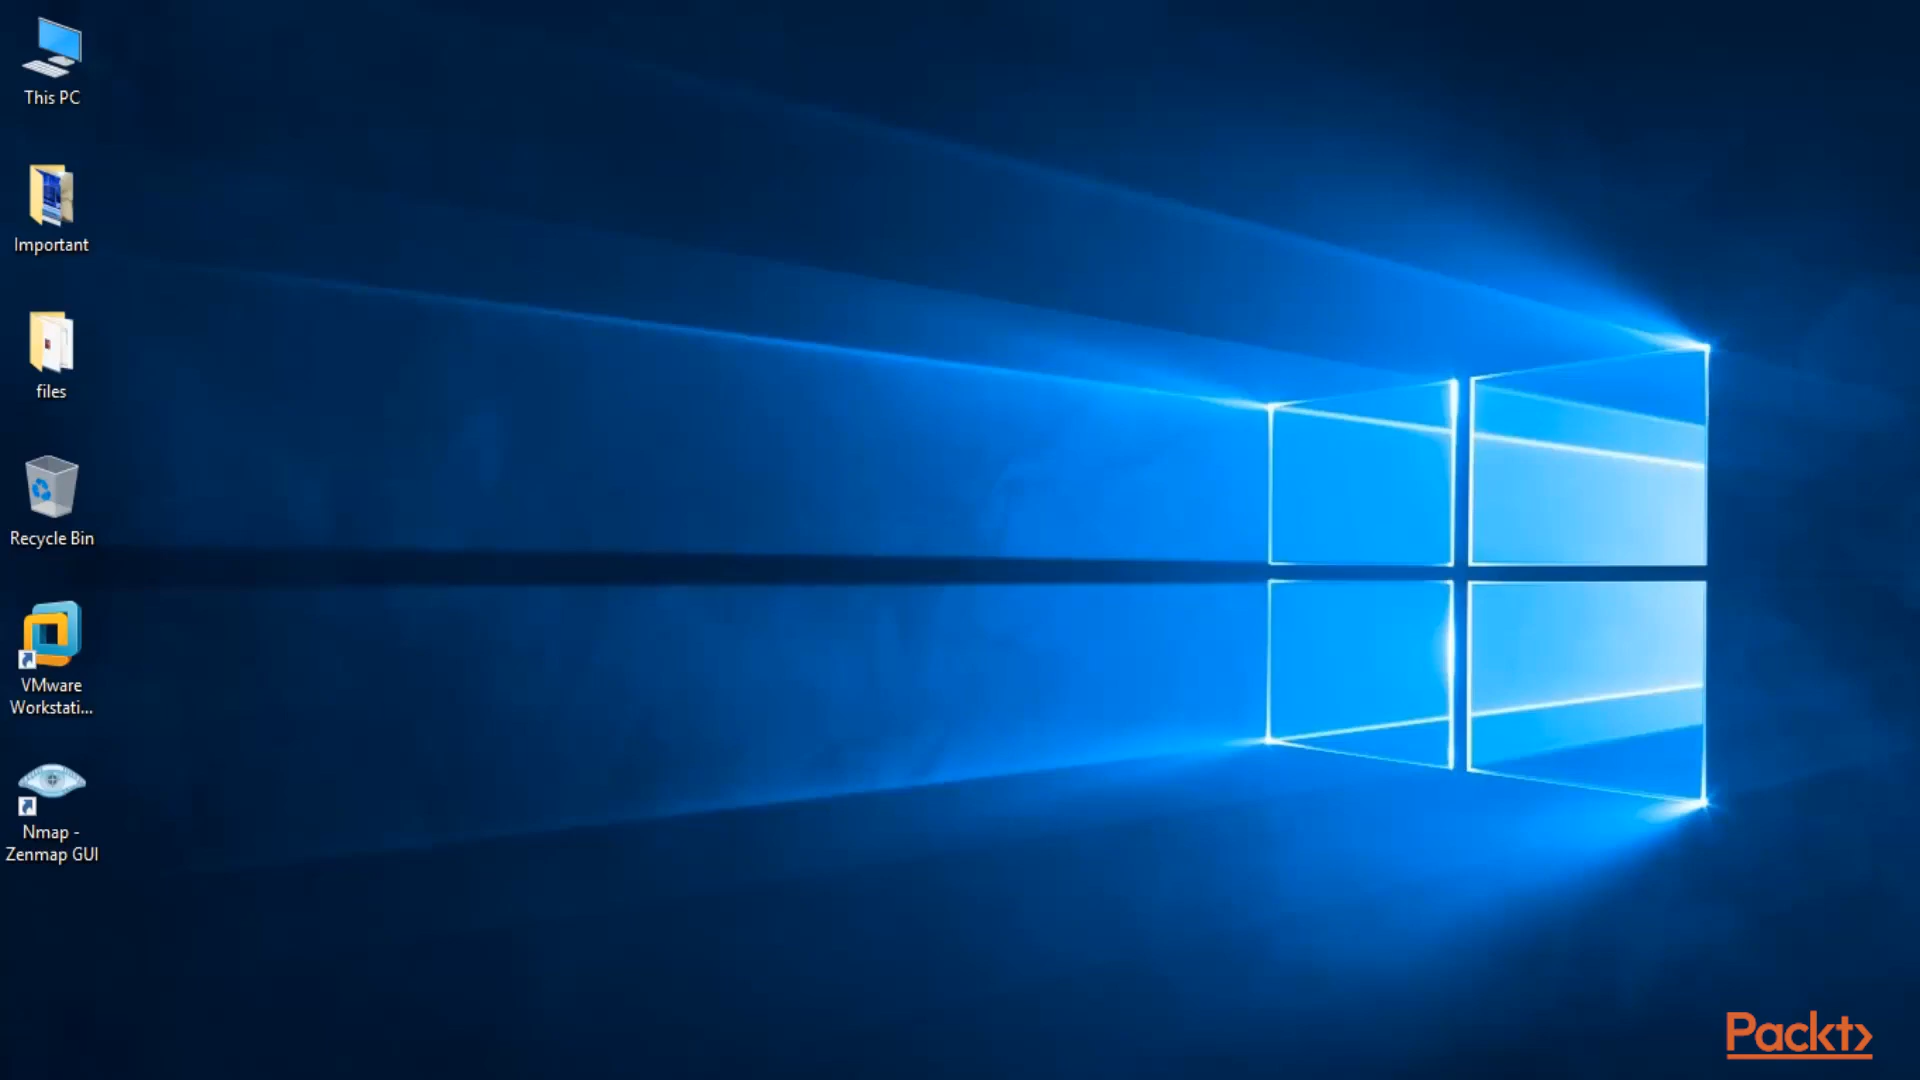 This PC
Important
files
Recycle Bin
VMware
Workstati...
Nmap -
Zenmap GUI
Packt>